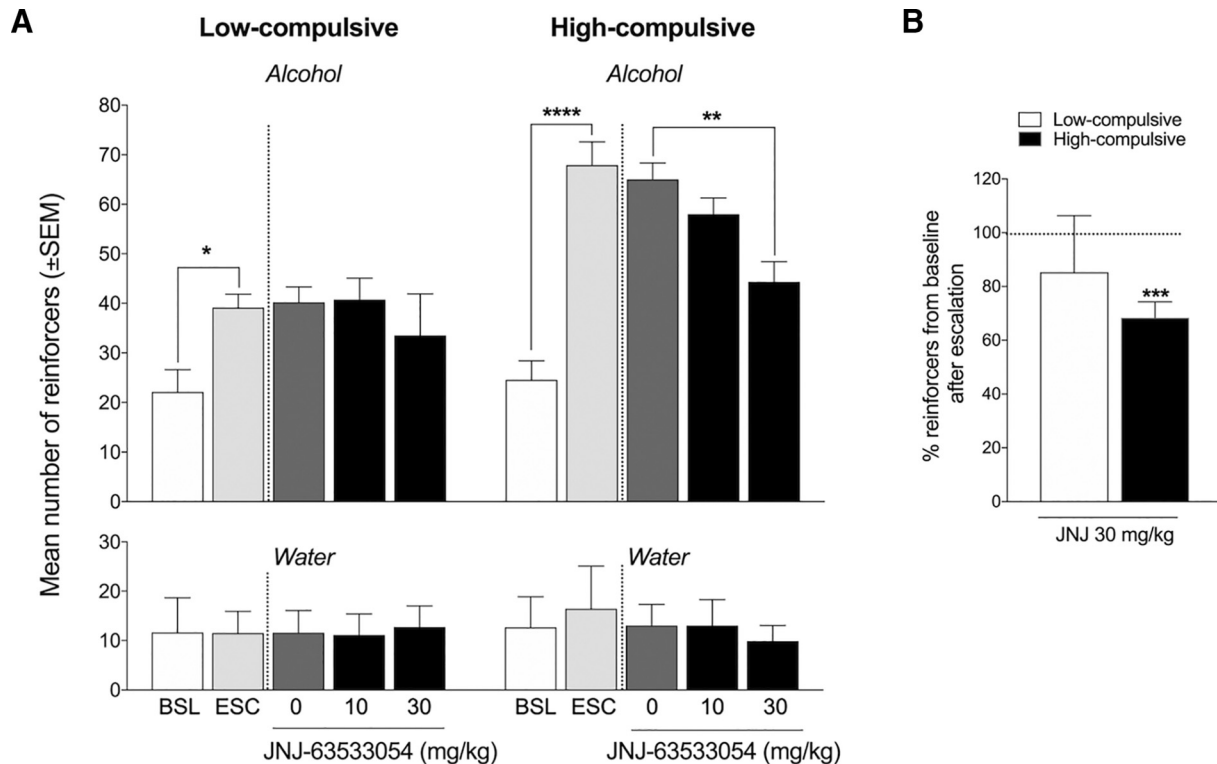 A
Low-compulsive
High-compulsive
Alcohol
Alcohol
Mean number of reinforcers (±SEM)
80
70
60
50
40
30
20
10
0
*
****
**
Water
Water
30
20
10
0
BSL ESC 0 10 30
JNJ-63533054 (mg/kg)
BSL ESC 0 10 30
JNJ-63533054 (mg/kg)
B
Low-compulsive
High-compulsive
% reinforcers from baseline
after escalation
120
100
80
60
40
20
0
***
JNJ 30 mg/kg